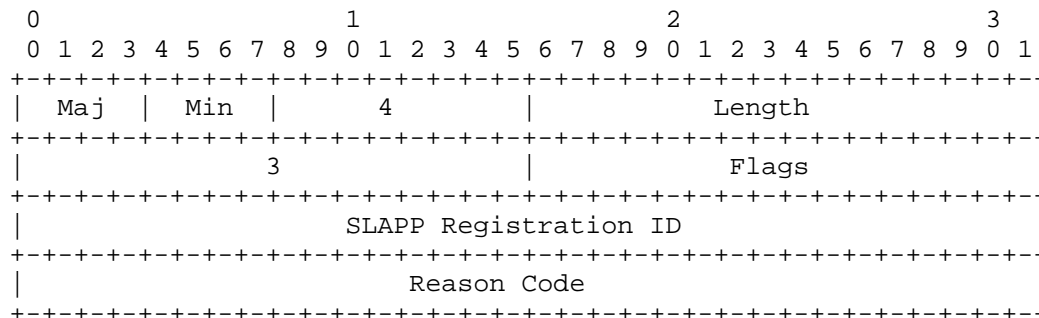 0                   1                   2                   3
 0 1 2 3 4 5 6 7 8 9 0 1 2 3 4 5 6 7 8 9 0 1 2 3 4 5 6 7 8 9 0 1
+-+-+-+-+-+-+-+-+-+-+-+-+-+-+-+-+-+-+-+-+-+-+-+-+-+-+-+-+-+-+-+--
|  Maj  |  Min  |      4        |           Length
+-+-+-+-+-+-+-+-+-+-+-+-+-+-+-+-+-+-+-+-+-+-+-+-+-+-+-+-+-+-+-+--
|               3               |            Flags
+-+-+-+-+-+-+-+-+-+-+-+-+-+-+-+-+-+-+-+-+-+-+-+-+-+-+-+-+-+-+-+--
|                    SLAPP Registration ID
+-+-+-+-+-+-+-+-+-+-+-+-+-+-+-+-+-+-+-+-+-+-+-+-+-+-+-+-+-+-+-+--
|                        Reason Code
+-+-+-+-+-+-+-+-+-+-+-+-+-+-+-+-+-+-+-+-+-+-+-+-+-+-+-+-+-+-+-+--